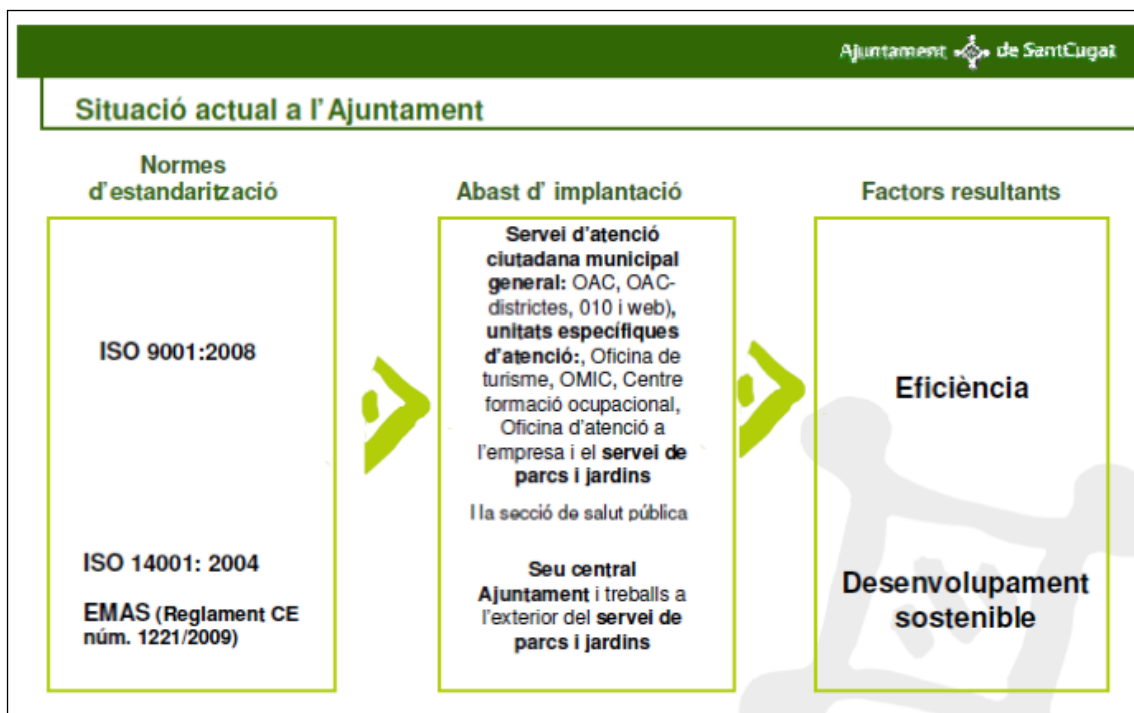 Ajuntament de SantCugat
Situació actual a l'Ajuntament
Normes
d'estandarització
ISO 9001:2008
ISO 14001: 2004
EMAS (Reglament CE
núm. 1221/2009)
Abast d' implantació
Servei d'atenció
ciutadana municipal
general: OAC, OAC-
districtes, 010 i web),
unitats específiques
d'atenció:, Oficina de
turisme, OMIC, Centre
formació ocupacional,
Oficina d'atenció a
l'empresa i el servei de
parcs i jardins
I la secció de salut pública
Seu central
Ajuntament i treballs a
l'exterior del servei de
parcs i jardins
Factors resultants
Eficiència
Desenvolupament
sostenible